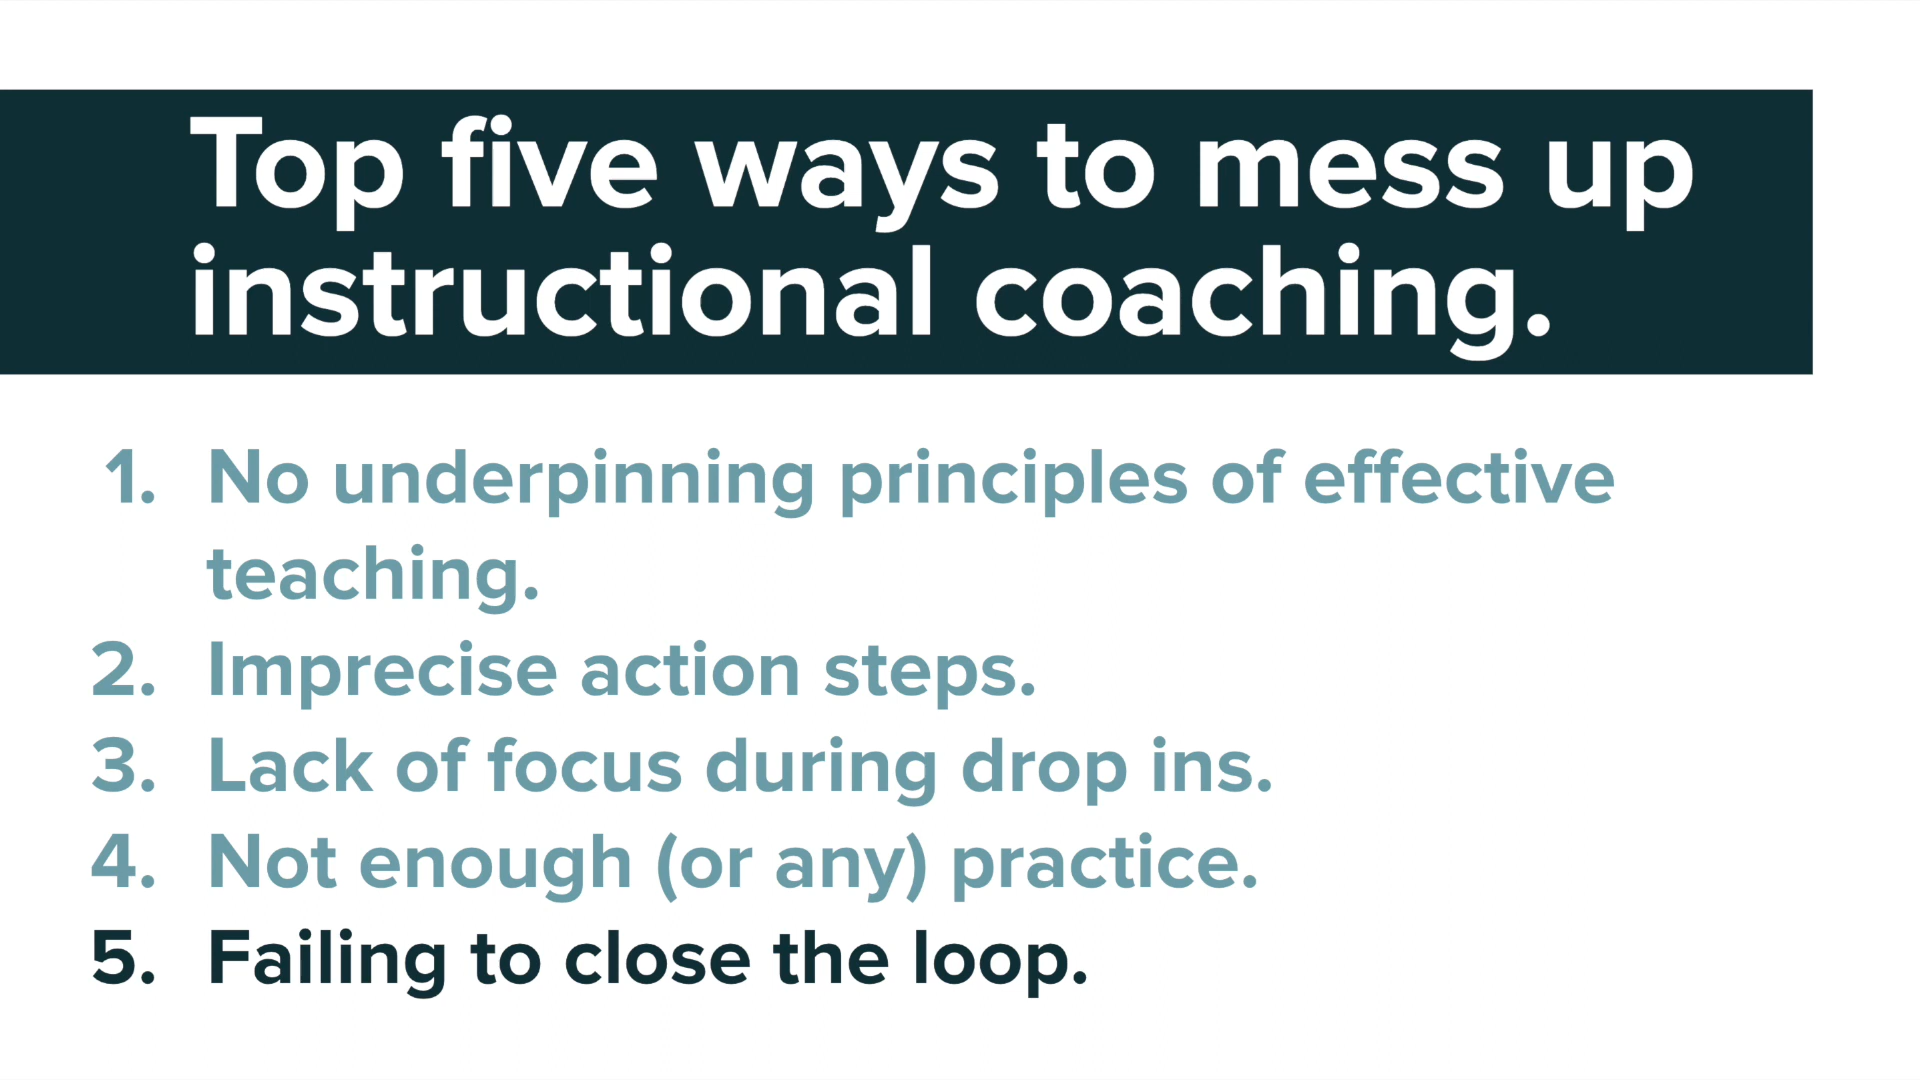 Top five ways to mess up
instructional coaching.
1. No underpinning principles of effective
teaching.
2. Imprecise action steps.
3. Lack of focus during drop ins.
4. Not enough (or any) practice.
5. Failing to close the loop.